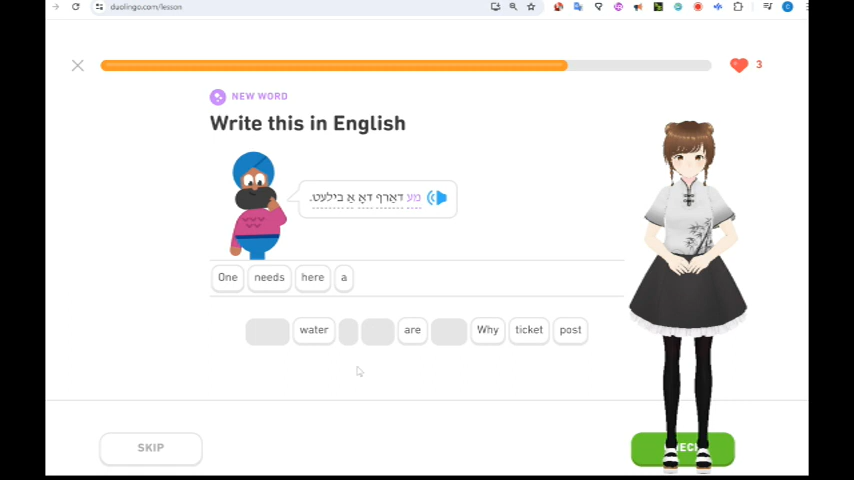 duolingo.com/lesson
3
NEW WORD
Write this in English
מע דאַרף דאָ אַ בילעט.
One needs here a
water are Why ticket post
SKIP